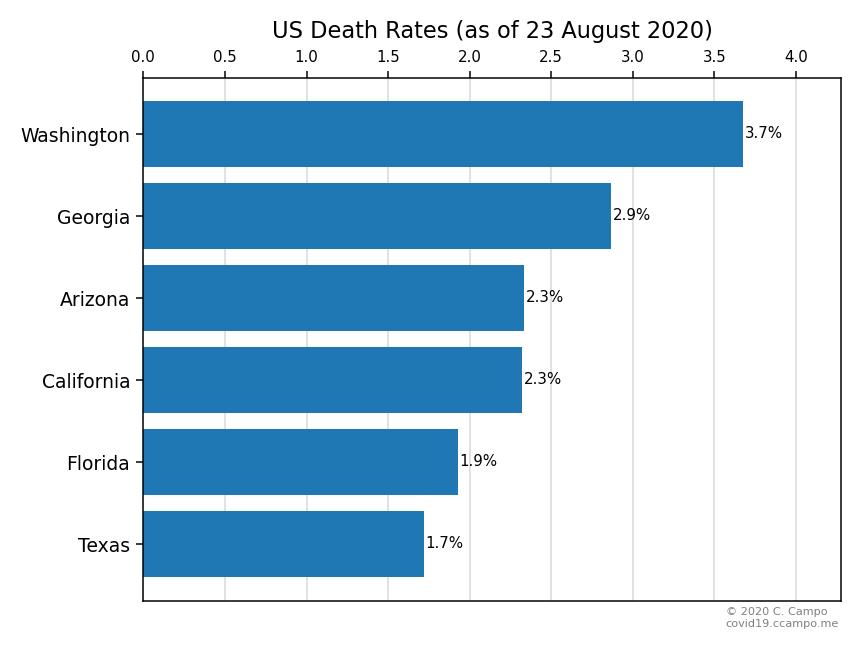 US Death Rates (as of 23 August 2020)
0.0 0.5 1.0 1.5 2.0 2.5 3.0 3.5 4.0
Washington 3.7%
Georgia 2.9%
Arizona 2.3%
California 2.3%
Florida 1.9%
Texas 1.7%
© 2020 C. Campo
covid19.ccampo.me